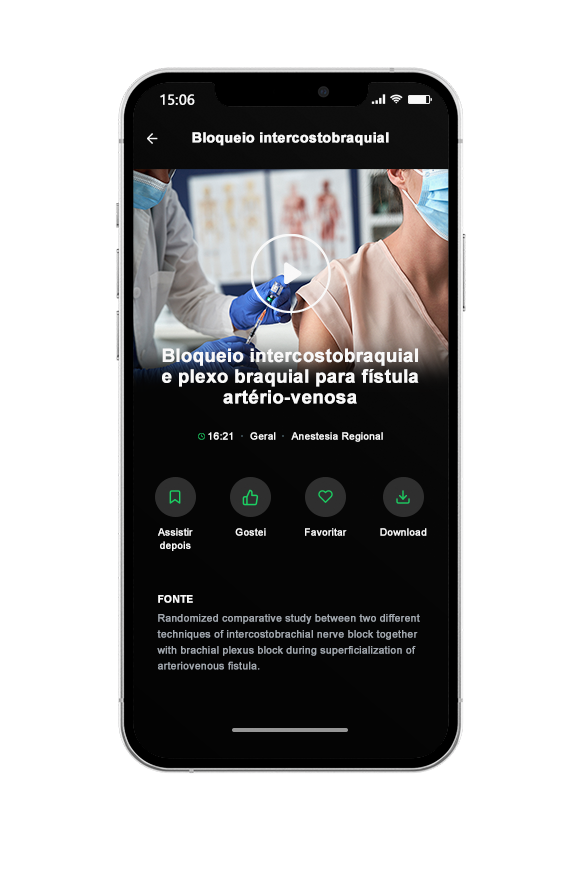 15:06
Bloqueio intercostobraquial
Bloqueio intercostobraquial
e plexo braquial para fístula
artério-venosa
16:21 · Geral · Anestesia Regional
Assistir
depois
Gostei
Favoritar
Download
FONTE
Randomized comparative study between two different
techniques of intercostobrachial nerve block together
with brachial plexus block during superficialization of
arteriovenous fistula.